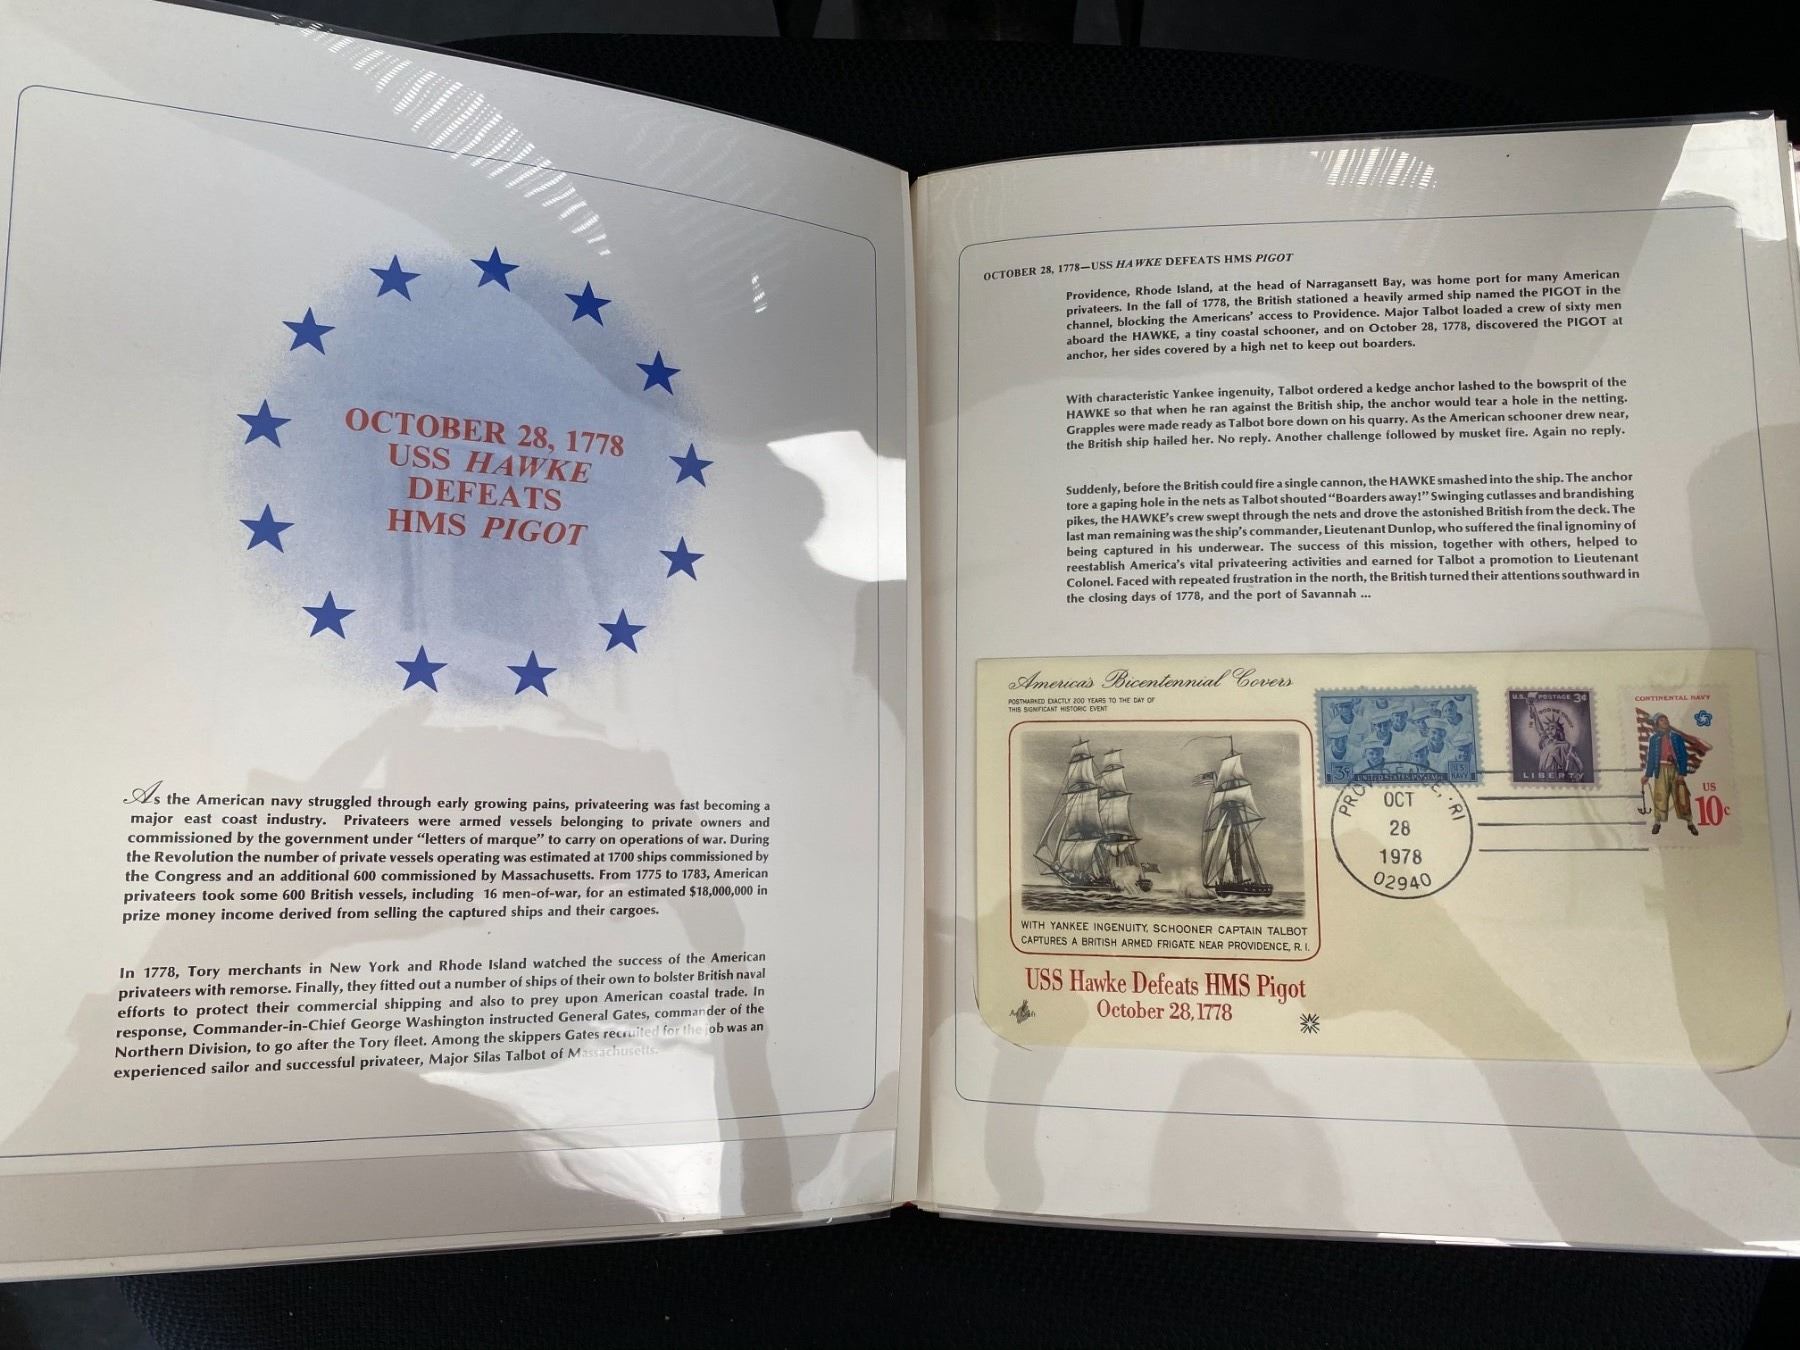 OCTOBER 28, 1778
USS HAWKE
DEFEATS
HMS PIGOT
As the American navy struggled through early growing pains, privateering was fast becoming a
major east coast industry. Privateers were armed vessels belonging to private owners and
commissioned by the government under "letters of marque" to carry on operations of war. During
the Revolution the number of private vessels operating was estimated at 1700 ships commissioned by
the Congress and an additional 600 commissioned by Massachusetts. From 1775 to 1783, American
privateers took some 600 British vessels, including 16 men-of-war, for an estimated $18,000,000 in
prize money income derived from selling the captured ships and their cargoes.
In 1778, Tory merchants in New York and Rhode Island watched the success of the American
privateers with remorse. Finally, they fitted out a number of ships of their own to bolster British naval
efforts to protect their commercial shipping and also to prey upon American coastal trade. In
response, Commander-in-Chief George Washington instructed General Gates, commander of the
Northern Division, to go after the Tory fleet. Among the skippers Gates recruited for the job was an
experienced sailor and successful privateer, Major Silas Talbot of Massachusetts.
OCTOBER 28, 1778—USS HAWKE DEFEATS HMS PIGOT
Providence, Rhode Island, at the head of Narragansett Bay, was home port for many American
privateers. In the fall of 1778, the British stationed a heavily armed ship named the PIGOT in the
channel, blocking the Americans' access to Providence. Major Talbot loaded a crew of sixty men
aboard the HAWKE, a tiny coastal schooner, and on October 28, 1778, discovered the PIGOT at
anchor, her sides covered by a high net to keep out boarders.
With characteristic Yankee ingenuity, Talbot ordered a kedge anchor lashed to the bowsprit of the
HAWKE so that when he ran against the British ship, the anchor would tear a hole in the netting.
Grapples were made ready as Talbot bore down on his quarry. As the American schooner drew near,
the British ship hailed her. No reply. Another challenge followed by musket fire. Again no reply.
Suddenly, before the British could fire a single cannon, the HAWKE smashed into the ship. The anchor
tore a gaping hole in the nets as Talbot shouted "Boarders away!" Swinging cutlasses and brandishing
pikes, the HAWKE's crew swept through the nets and drove the astonished British from the deck. The
last man remaining was the ship's commander, Lieutenant Dunlop, who suffered the final ignominy of
being captured in his underwear. The success of this mission, together with others, helped to
reestablish America's vital privateering activities and earned for Talbot a promotion to Lieutenant
Colonel. Faced with repeated frustration in the north, the British turned their attentions southward in
the closing days of 1778, and the port of Savannah ...
America's Bicentennial Covers
POSTMARKED EXACTLY 200 YEARS TO THE DAY OF
THIS SIGNIFICANT HISTORIC EVENT
WITH YANKEE INGENUITY, SCHOONER CAPTAIN TALBOT
CAPTURES A BRITISH ARMED FRIGATE NEAR PROVIDENCE, R.I.
USS Hawke Defeats HMS Pigot
October 28, 1778
3¢ UNITED STATES POSTAGE U.S. NAVY
U.S. POSTAGE 3¢
LIBERTY
CONTINENTAL NAVY
US
10c
OCT
28
1978
02940